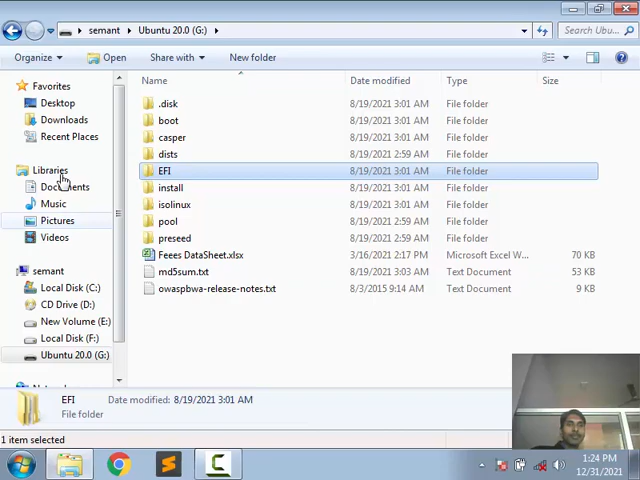 semant ▸ Ubuntu 20.0 (G:) ▸
Search Ubu...
Organize
Open
Share with
New folder
Favorites
Desktop
Downloads
Recent Places
Libraries
Documents
Music
Pictures
Videos
semant
Local Disk (C:)
CD Drive (D:)
New Volume (E:)
Local Disk (F:)
Ubuntu 20.0 (G:)
Name Date modified Type Size
.disk 8/19/2021 3:01 AM File folder
boot 8/19/2021 3:01 AM File folder
casper 8/19/2021 3:01 AM File folder
dists 8/19/2021 2:59 AM File folder
EFI 8/19/2021 3:01 AM File folder
install 8/19/2021 3:01 AM File folder
isolinux 8/19/2021 3:01 AM File folder
pool 8/19/2021 2:59 AM File folder
preseed 8/19/2021 2:59 AM File folder
Feees DataSheet.xlsx 3/16/2021 2:17 PM Microsoft Excel W... 70 KB
md5sum.txt 8/19/2021 3:03 AM Text Document 53 KB
owaspbwa-release-notes.txt 8/3/2015 9:14 AM Text Document 9 KB
EFI Date modified: 8/19/2021 3:01 AM
File folder
1 item selected
1:24 PM
12/31/2021